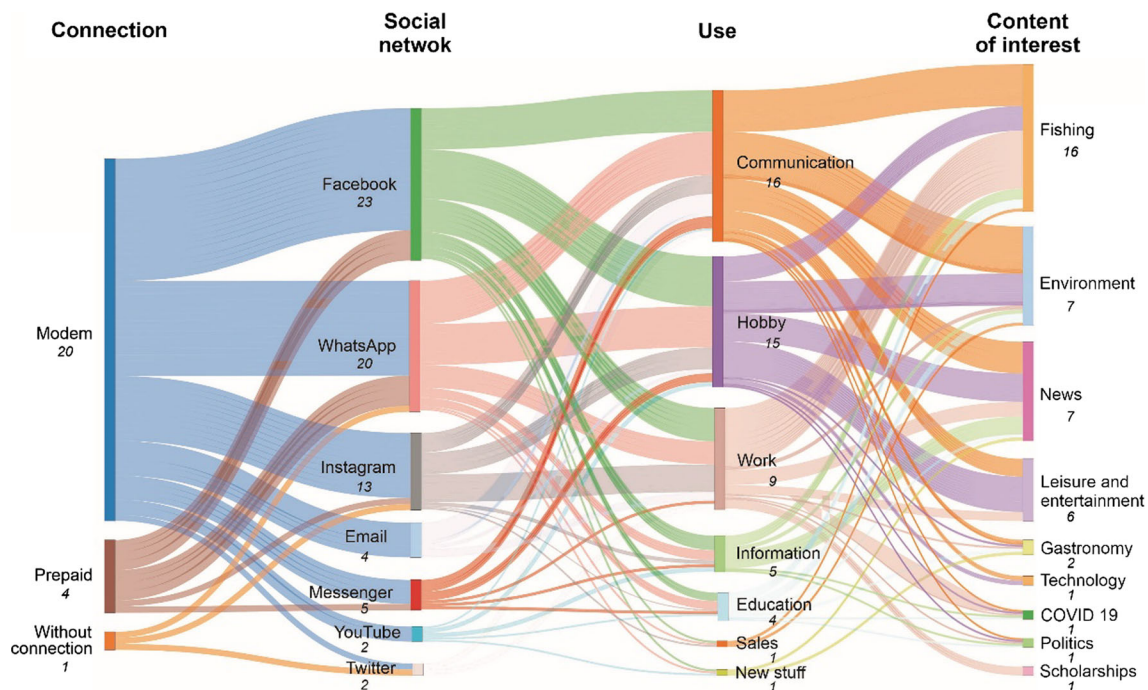 Connection
Social
netwok
Use
Content
of interest
Modem
20
Prepaid
4
Without
connection
1
Facebook
23
WhatsApp
20
Instagram
13
Email
4
Messenger
5
YouTube
2
Twitter
2
Communication
16
Hobby
15
Work
9
Information
5
Education
4
Sales
1
New stuff
1
Fishing
16
Environment
7
News
7
Leisure and
entertainment
6
Gastronomy
2
Technology
1
COVID 19
1
Politics
1
Scholarships
1